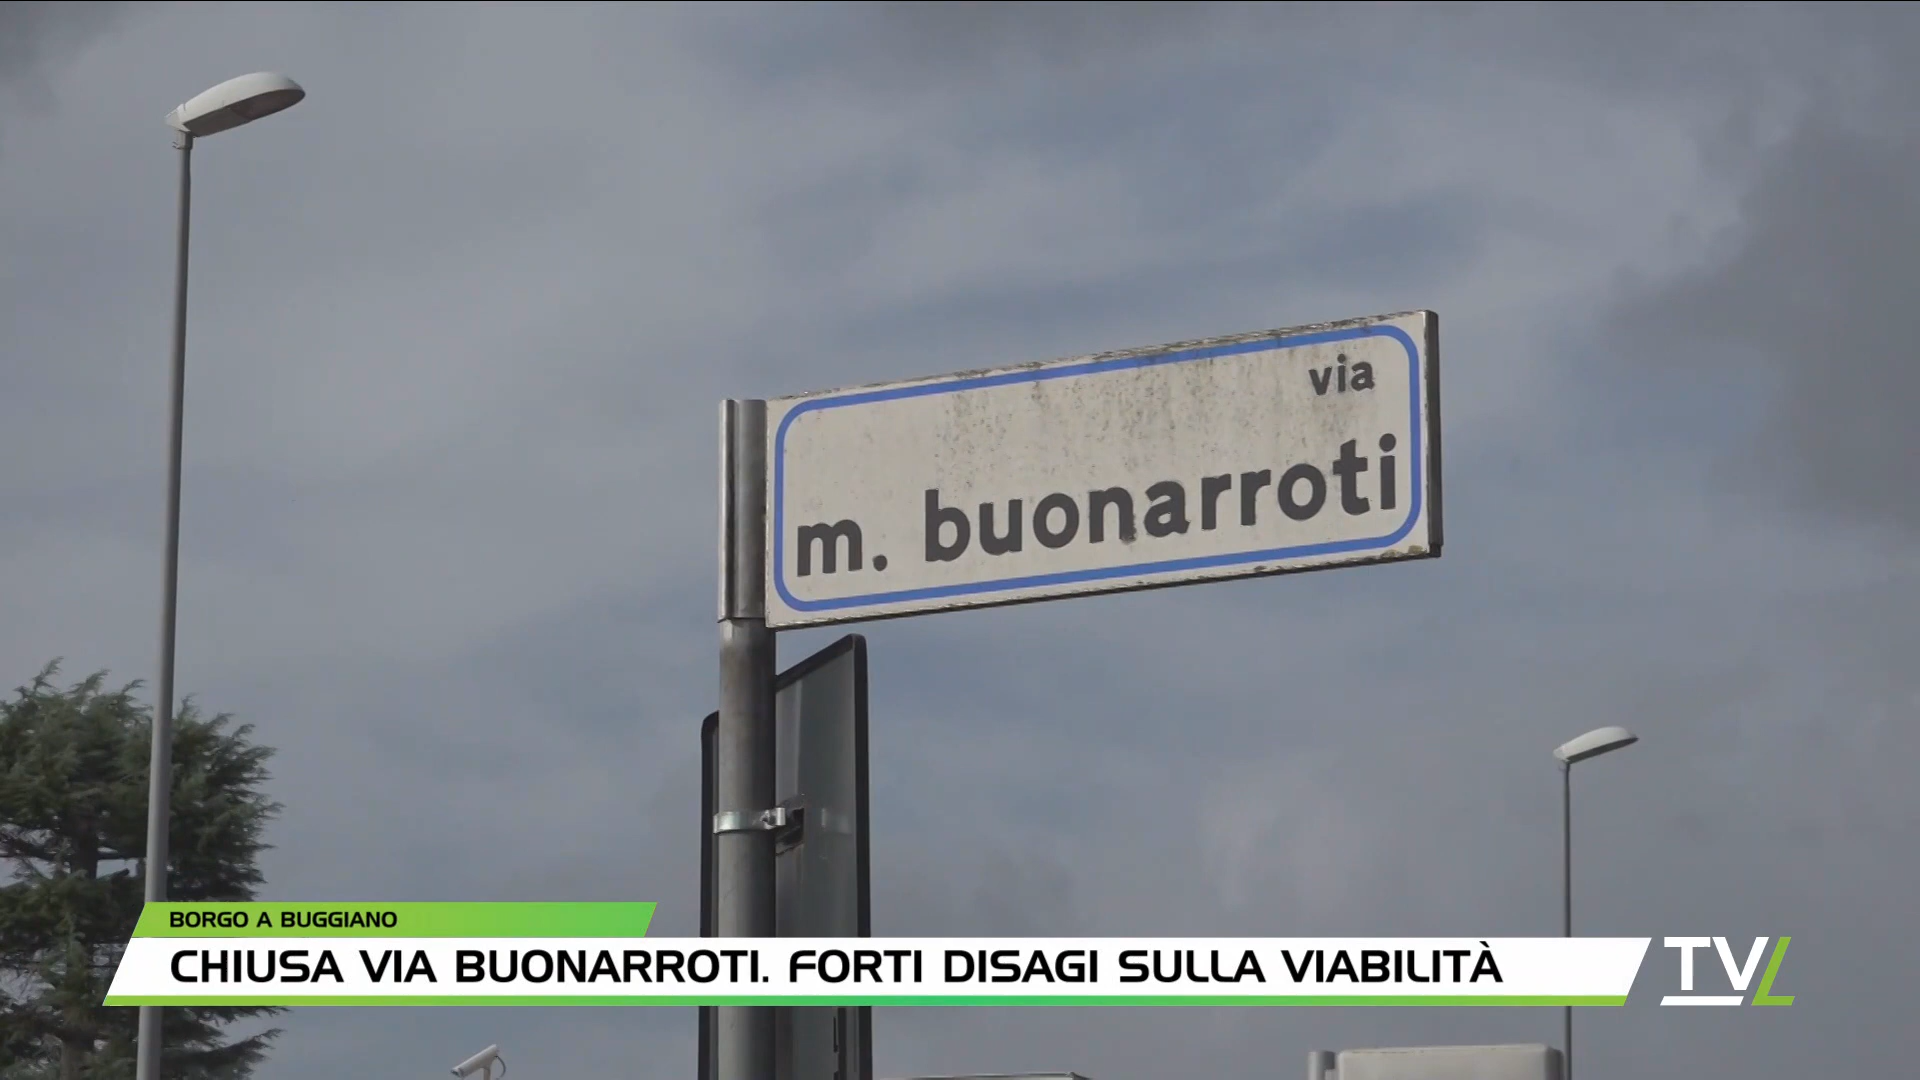 via
m. buonarroti
BORGO A BUGGIANO
CHIUSA VIA BUONARROTI. FORTI DISAGI SULLA VIABILITÀ
TVL